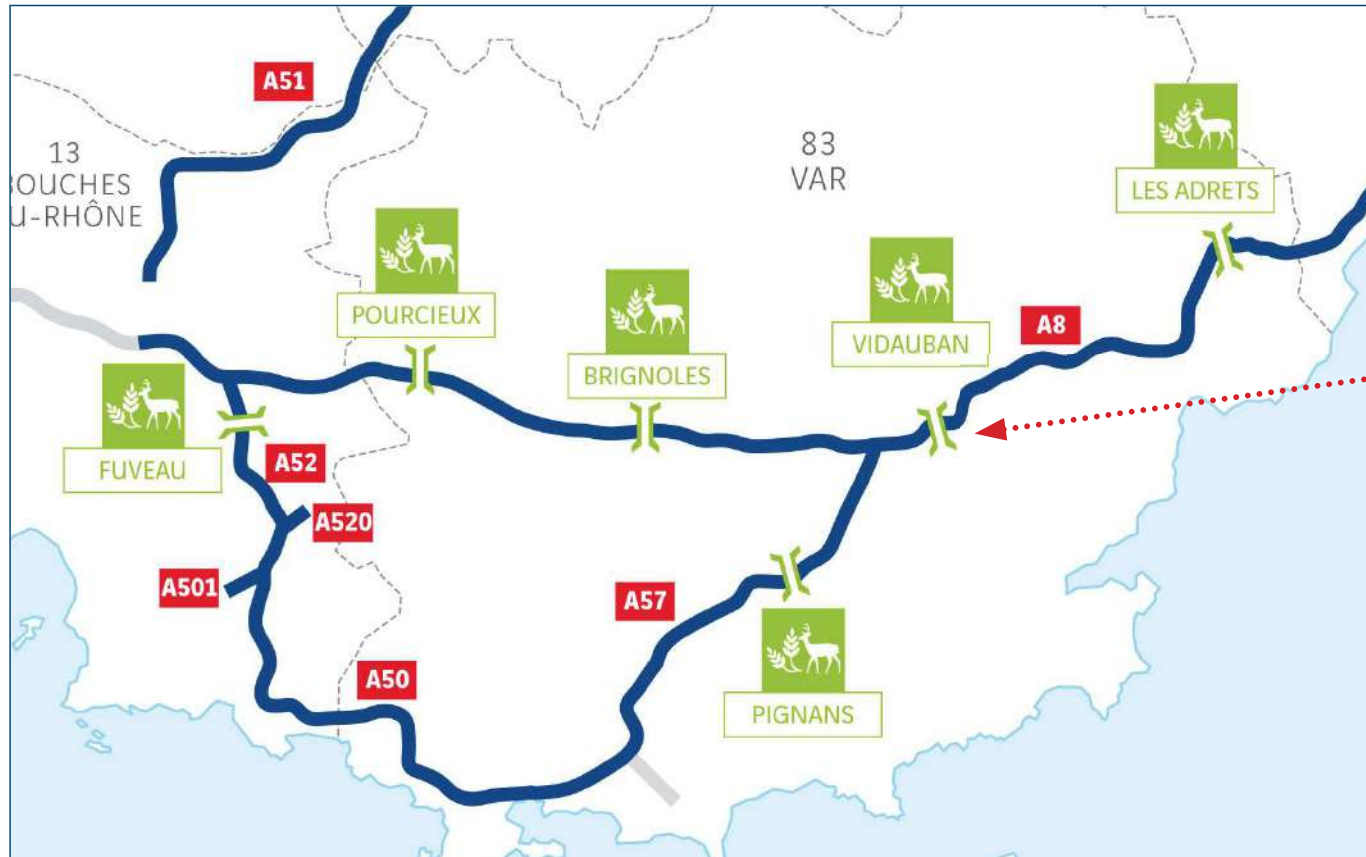 A51
13
BOUCHES
U-RHÔNE
83
VAR
LES ADRETS
POURCIEUX
VIDAUBAN
A8
BRIGNOLES
FUVEAU
A52
A520
A501
A57
A50
PIGNANS